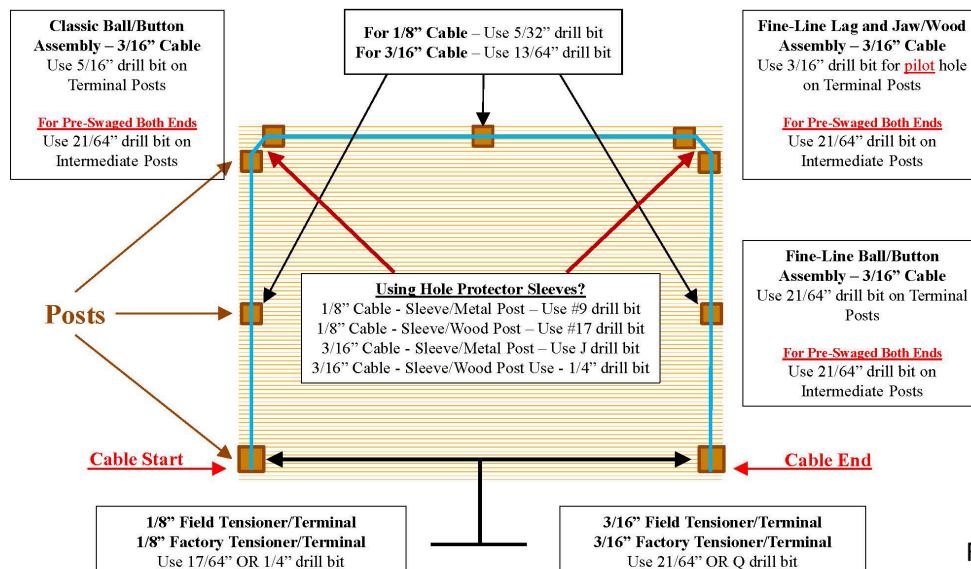 Classic Ball/Button
Assembly – 3/16” Cable
Use 5/16” drill bit on
Terminal Posts
For Pre-Swaged Both Ends
Use 21/64” drill bit on
Intermediate Posts
For 1/8” Cable – Use 5/32” drill bit
For 3/16” Cable – Use 13/64” drill bit
Fine-Line Lag and Jaw/Wood
Assembly – 3/16” Cable
Use 3/16” drill bit for pilot hole
on Terminal Posts
For Pre-Swaged Both Ends
Use 21/64” drill bit on
Intermediate Posts
Posts
Using Hole Protector Sleeves?
1/8” Cable - Sleeve/Metal Post – Use #9 drill bit
1/8” Cable - Sleeve/Wood Post – Use #17 drill bit
3/16” Cable - Sleeve/Metal Post – Use J drill bit
3/16” Cable - Sleeve/Wood Post Use - 1/4” drill bit
Fine-Line Ball/Button
Assembly – 3/16” Cable
Use 21/64” drill bit on Terminal
Posts
For Pre-Swaged Both Ends
Use 21/64” drill bit on
Intermediate Posts
Cable Start
Cable End
1/8” Field Tensioner/Terminal
1/8” Factory Tensioner/Terminal
Use 17/64” OR 1/4” drill bit
3/16” Field Tensioner/Terminal
3/16” Factory Tensioner/Terminal
Use 21/64” OR Q drill bit